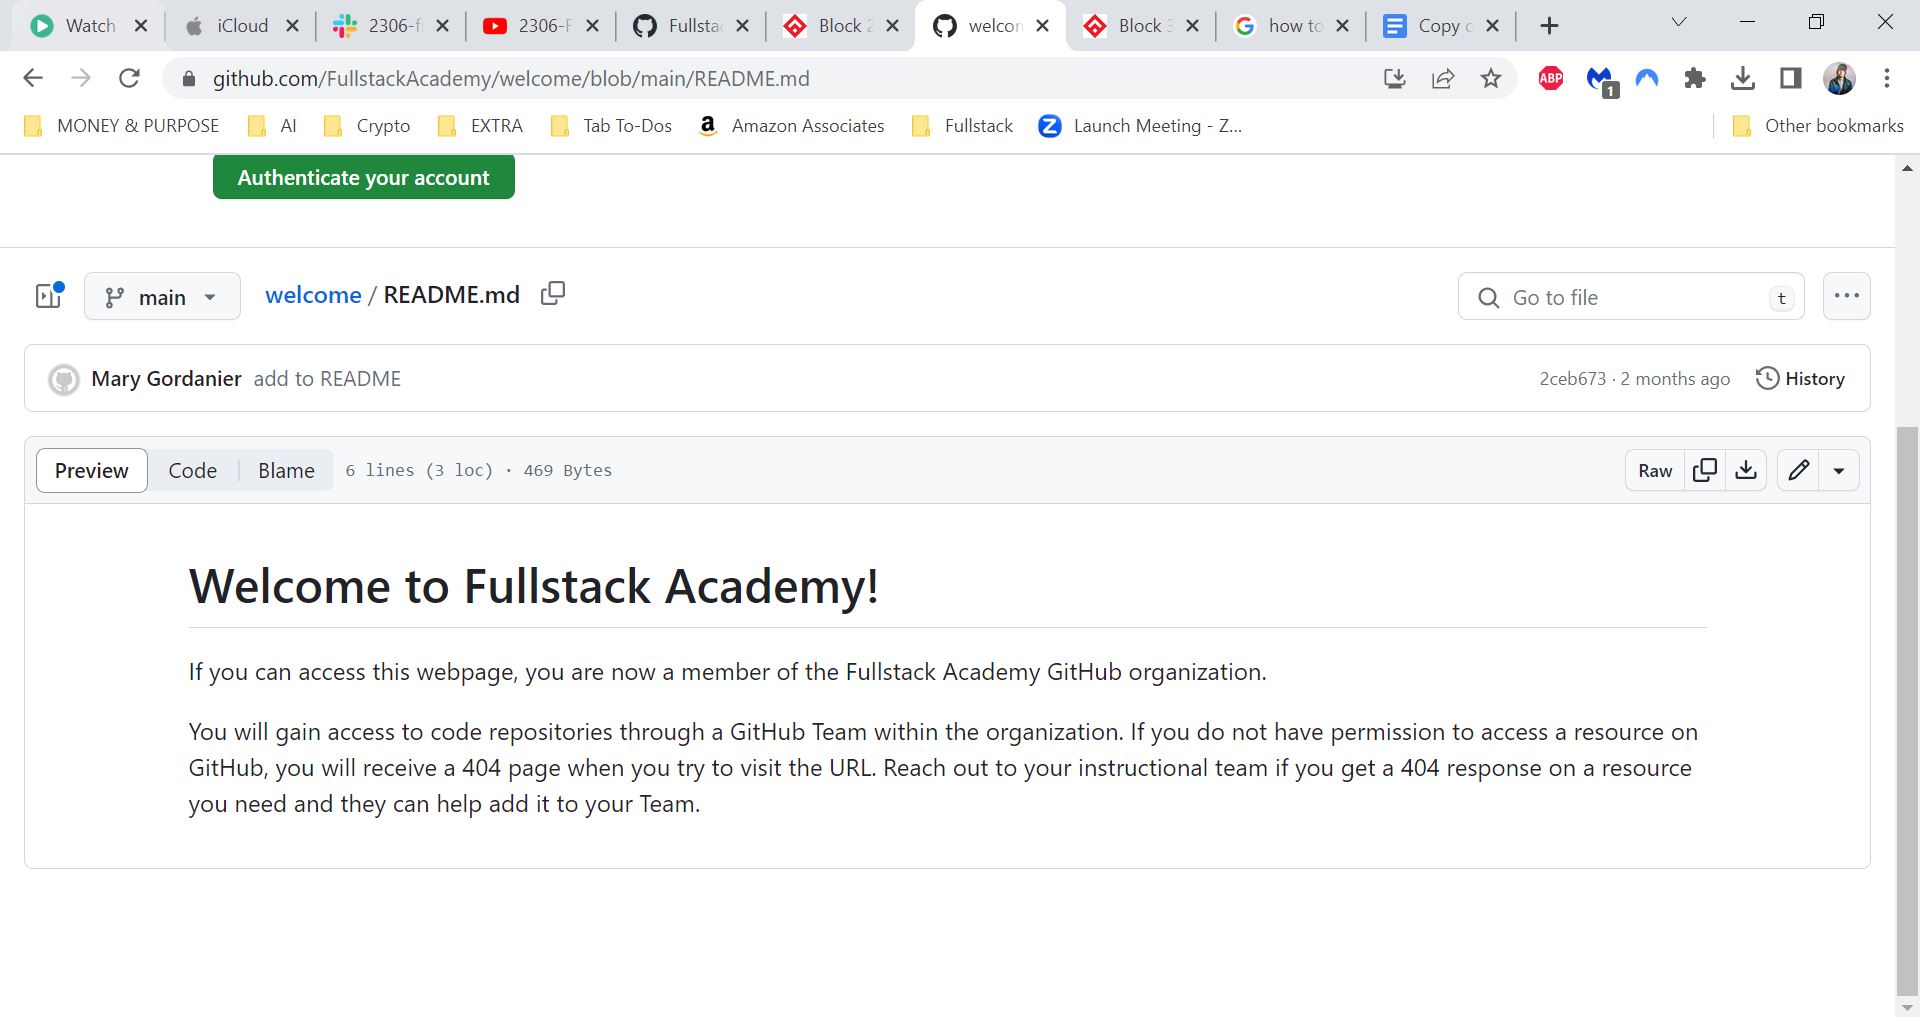 Watch
iCloud
2306-f
2306-F
Fullsta
Block 2
welcom
Block 3
how to
Copy o
github.com/FullstackAcademy/welcome/blob/main/README.md
ABP
1
MONEY & PURPOSE
AI
Crypto
EXTRA
Tab To-Dos
Amazon Associates
Fullstack
Launch Meeting - Z...
Other bookmarks
Authenticate your account
main
welcome / README.md
Go to file
t
Mary Gordanier add to README
2ceb673 · 2 months ago
History
Preview
Code
Blame
6 lines (3 loc) · 469 Bytes
Raw
Welcome to Fullstack Academy!
If you can access this webpage, you are now a member of the Fullstack Academy GitHub organization.
You will gain access to code repositories through a GitHub Team within the organization. If you do not have permission to access a resource on
GitHub, you will receive a 404 page when you try to visit the URL. Reach out to your instructional team if you get a 404 response on a resource
you need and they can help add it to your Team.